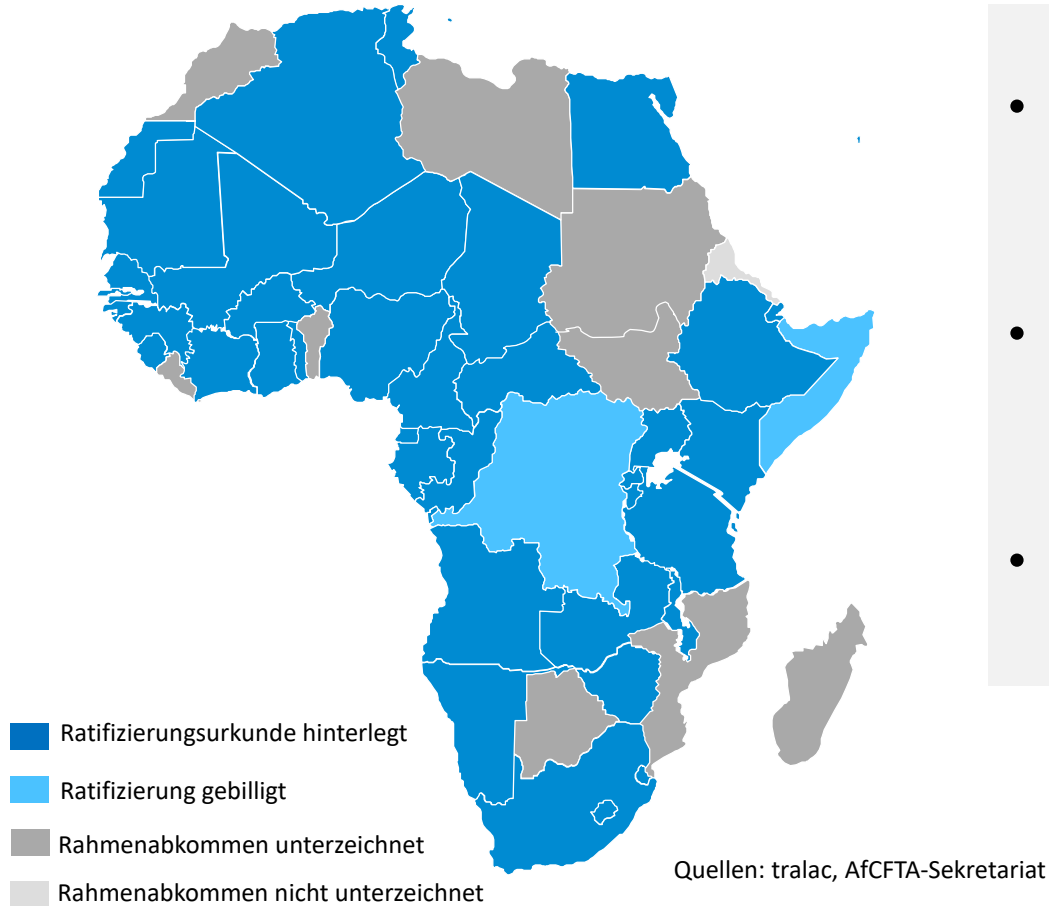 Ratifizierungsurkunde hinterlegt
Ratifizierung gebilligt
Rahmenabkommen unterzeichnet
Rahmenabkommen nicht unterzeichnet
Quellen: tralac, AfCFTA-Sekretariat